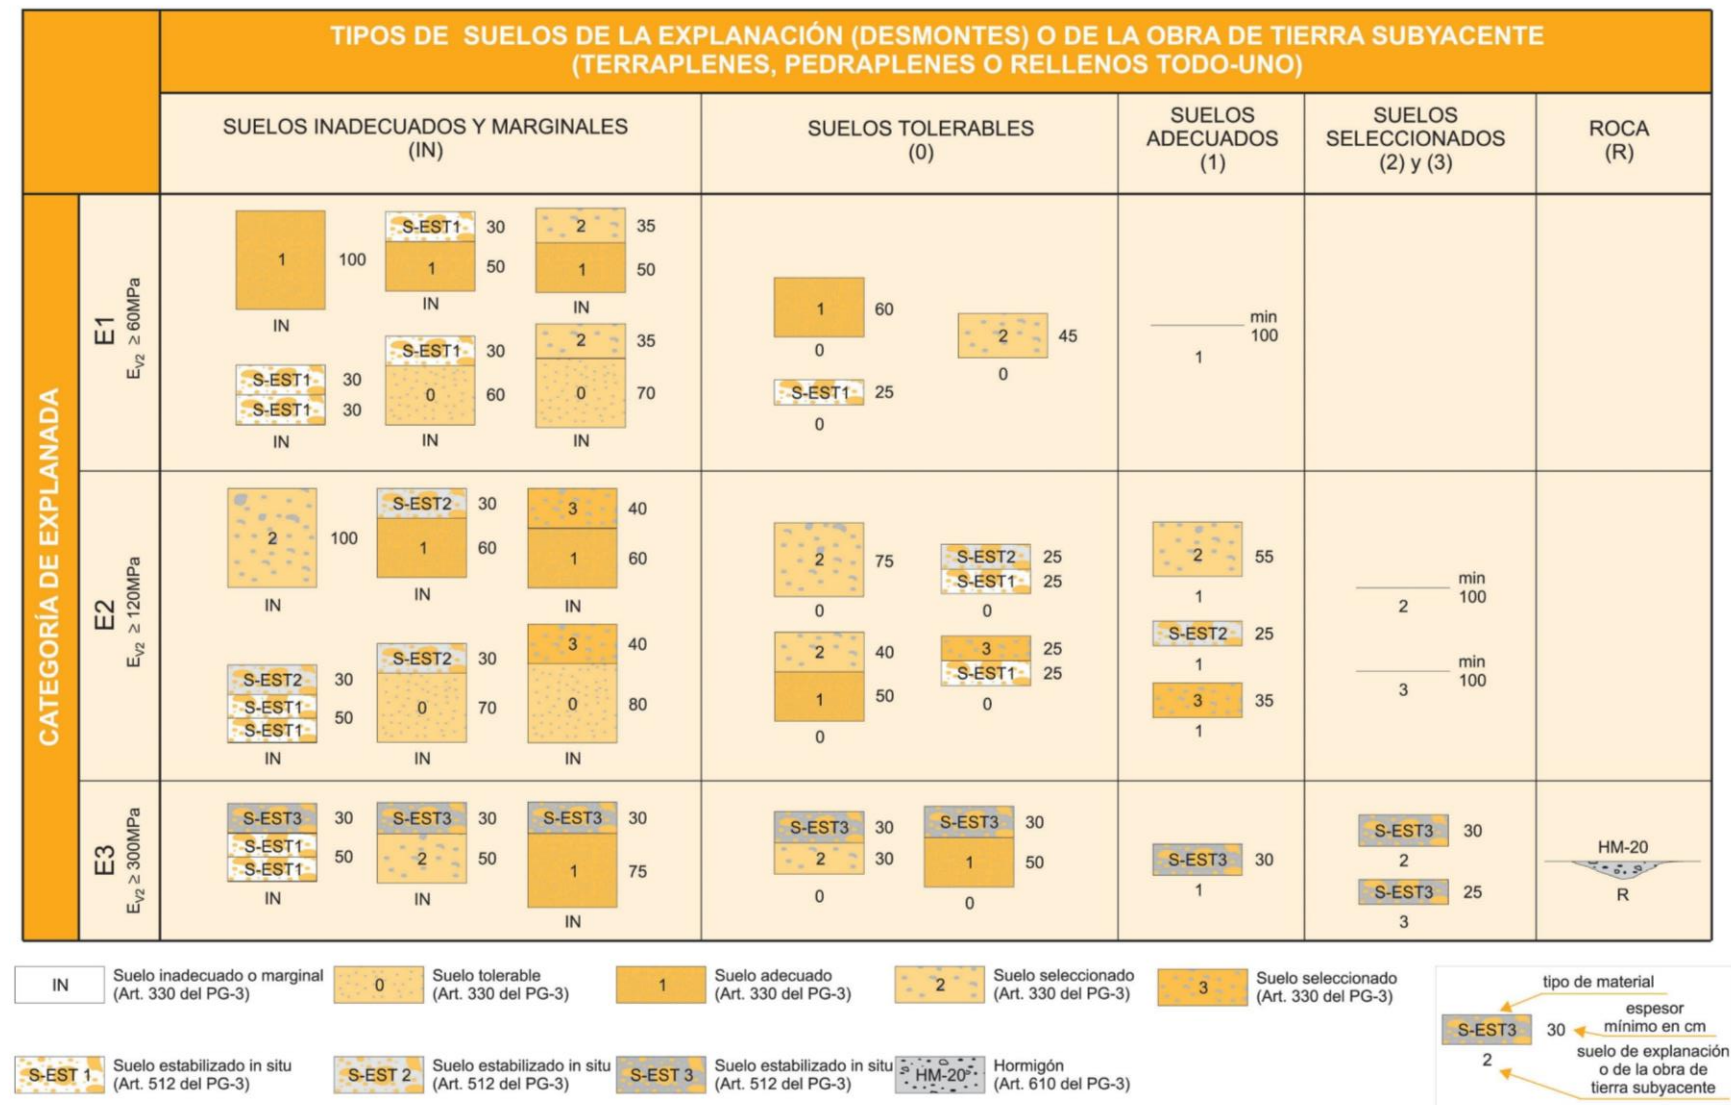 TIPOS DE SUELOS DE LA EXPLANACIÓN (DESMONTES) O DE LA OBRA DE TIERRA SUBYACENTE
(TERRAPLENES, PEDRAPLENES O RELLENOS TODO-UNO)
SUELOS INADECUADOS Y MARGINALES
(IN)
SUELOS TOLERABLES
(0)
SUELOS
ADECUADOS
(1)
SUELOS
SELECCIONADOS
(2) y (3)
ROCA
(R)
CATEGORÍA DE EXPLANADA
E1
EV2 ≥ 60MPa
1 100
IN
S-EST1 30
1 50
IN
2 35
1 50
IN
S-EST1 30
S-EST1 30
IN
S-EST1 30
0 60
IN
2 35
0 70
IN
1 60
0
2 45
0
S-EST1 25
0
min
100
1
E2
EV2 ≥ 120MPa
2 100
IN
S-EST2 30
1 60
IN
3 40
1 60
IN
S-EST2 30
S-EST1 50
S-EST1
IN
S-EST2 30
0 70
IN
3 40
0 80
IN
2 75
0
S-EST2 25
S-EST1 25
0
2 40
1 50
0
3 25
S-EST1 25
0
2 55
1
S-EST2 25
1
3 35
1
min
100
2
min
100
3
E3
EV2 ≥ 300MPa
S-EST3 30
S-EST1 50
S-EST1
IN
S-EST3 30
2 50
IN
S-EST3 30
1 75
IN
S-EST3 30
2 30
0
S-EST3 30
1 50
0
S-EST3 30
1
S-EST3 30
2
S-EST3 25
3
HM-20
R
IN Suelo inadecuado o marginal
(Art. 330 del PG-3)
0 Suelo tolerable
(Art. 330 del PG-3)
1 Suelo adecuado
(Art. 330 del PG-3)
2 Suelo seleccionado
(Art. 330 del PG-3)
3 Suelo seleccionado
(Art. 330 del PG-3)
S-EST 1 Suelo estabilizado in situ
(Art. 512 del PG-3)
S-EST 2 Suelo estabilizado in situ
(Art. 512 del PG-3)
S-EST 3 Suelo estabilizado in situ
(Art. 512 del PG-3)
HM-20 Hormigón
(Art. 610 del PG-3)
tipo de material
S-EST3 30
espesor
mínimo en cm
2
suelo de explanación
o de la obra de
tierra subyacente